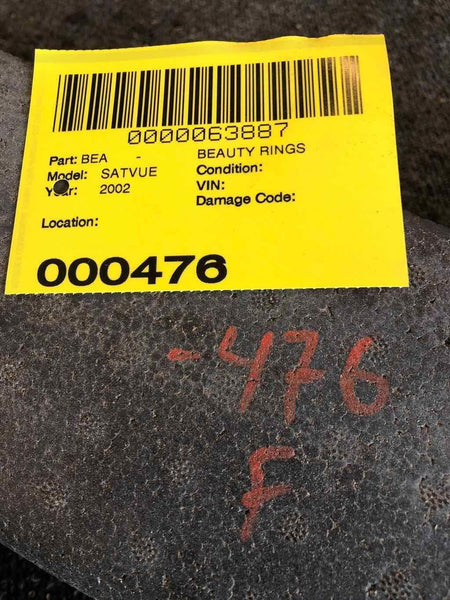 0000063887
Part: BEA - BEAUTY RINGS
Model: SATVUE Condition:
Year: 2002 VIN:
Damage Code:
Location:
000476
-476
F